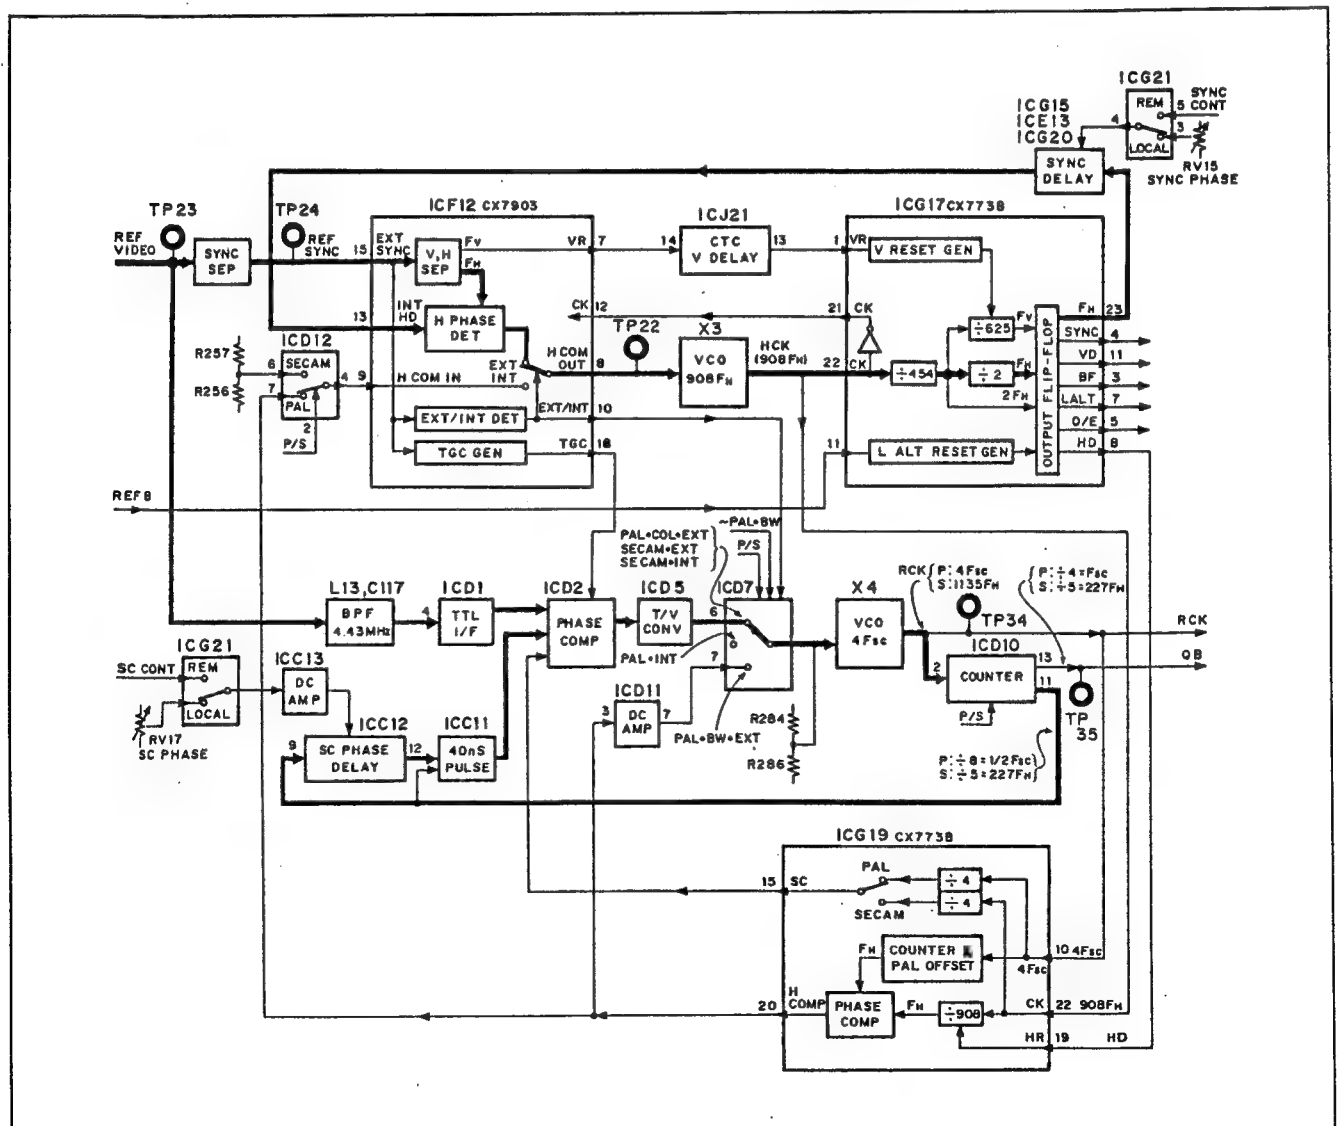 ICG21
REM
5
SYNC
CONT
4
3
LOCAL
RV15
SYNC PHASE
ICG15
ICE13
ICG20
SYNC
DELAY
TP23
REF
VIDEO
SYNC
SEP
TP24
REF
SYNC
15
ICF12 CX7903
EXT
SYNC
V,H
SEP
FV
FH
VR
7
ICJ21
14
CTC
V DELAY
13
ICG17 CX7738
1
VR
V RESET GEN
INT
HD
13
H PHASE
DET
CK
12
TP22
X3
21
CK
÷625
FV
FH
23
SYNC
4
VD
11
BF
3
LALT
7
O/E
5
HD
8
OUTPUT FLIP-FLOP
R257
R256
ICD12
6
SECAM
4
9
7
PAL
2
P/S
H COM IN
EXT
INT
H COM
OUT
8
VCO
908FH
HCK
(908FH)
22
CK
÷454
÷2
FH
2FH
EXT/INT DET
EXT/INT
10
TGC GEN
TGC
16
11
L ALT RESET GEN
REF8
PAL•COL•EXT
SECAM•EXT
SECAM•INT
~PAL•BW
P/S
L13,C117
BPF
4.43MHz
4
ICD1
TTL
I/F
ICD2
PHASE
COMP
ICD5
T/V
CONV
6
ICD7
PAL•INT
7
X4
VCO
4Fsc
RCK
P: 4Fsc
S: 1135FH
P: ÷4=Fsc
S: ÷5=227FH
TP34
RCK
ICD10
2
COUNTER
13
11
QB
P/S
TP
35
ICG21
SC CONT
REM
LOCAL
RV17
SC PHASE
ICC13
DC
AMP
ICC12
9
SC PHASE
DELAY
12
ICC11
40nS
PULSE
ICD11
3
DC
AMP
7
PAL•BW•EXT
R284
R286
P: ÷8=1/2Fsc
S: ÷5=227FH
ICG19 CX7738
15
SC
PAL
SECAM
÷4
÷4
FH
COUNTER
PAL OFFSET
4Fsc
10 4Fsc
20
H
COMP
PHASE
COMP
FH
÷908
CK
22
908FH
HR
19
HD